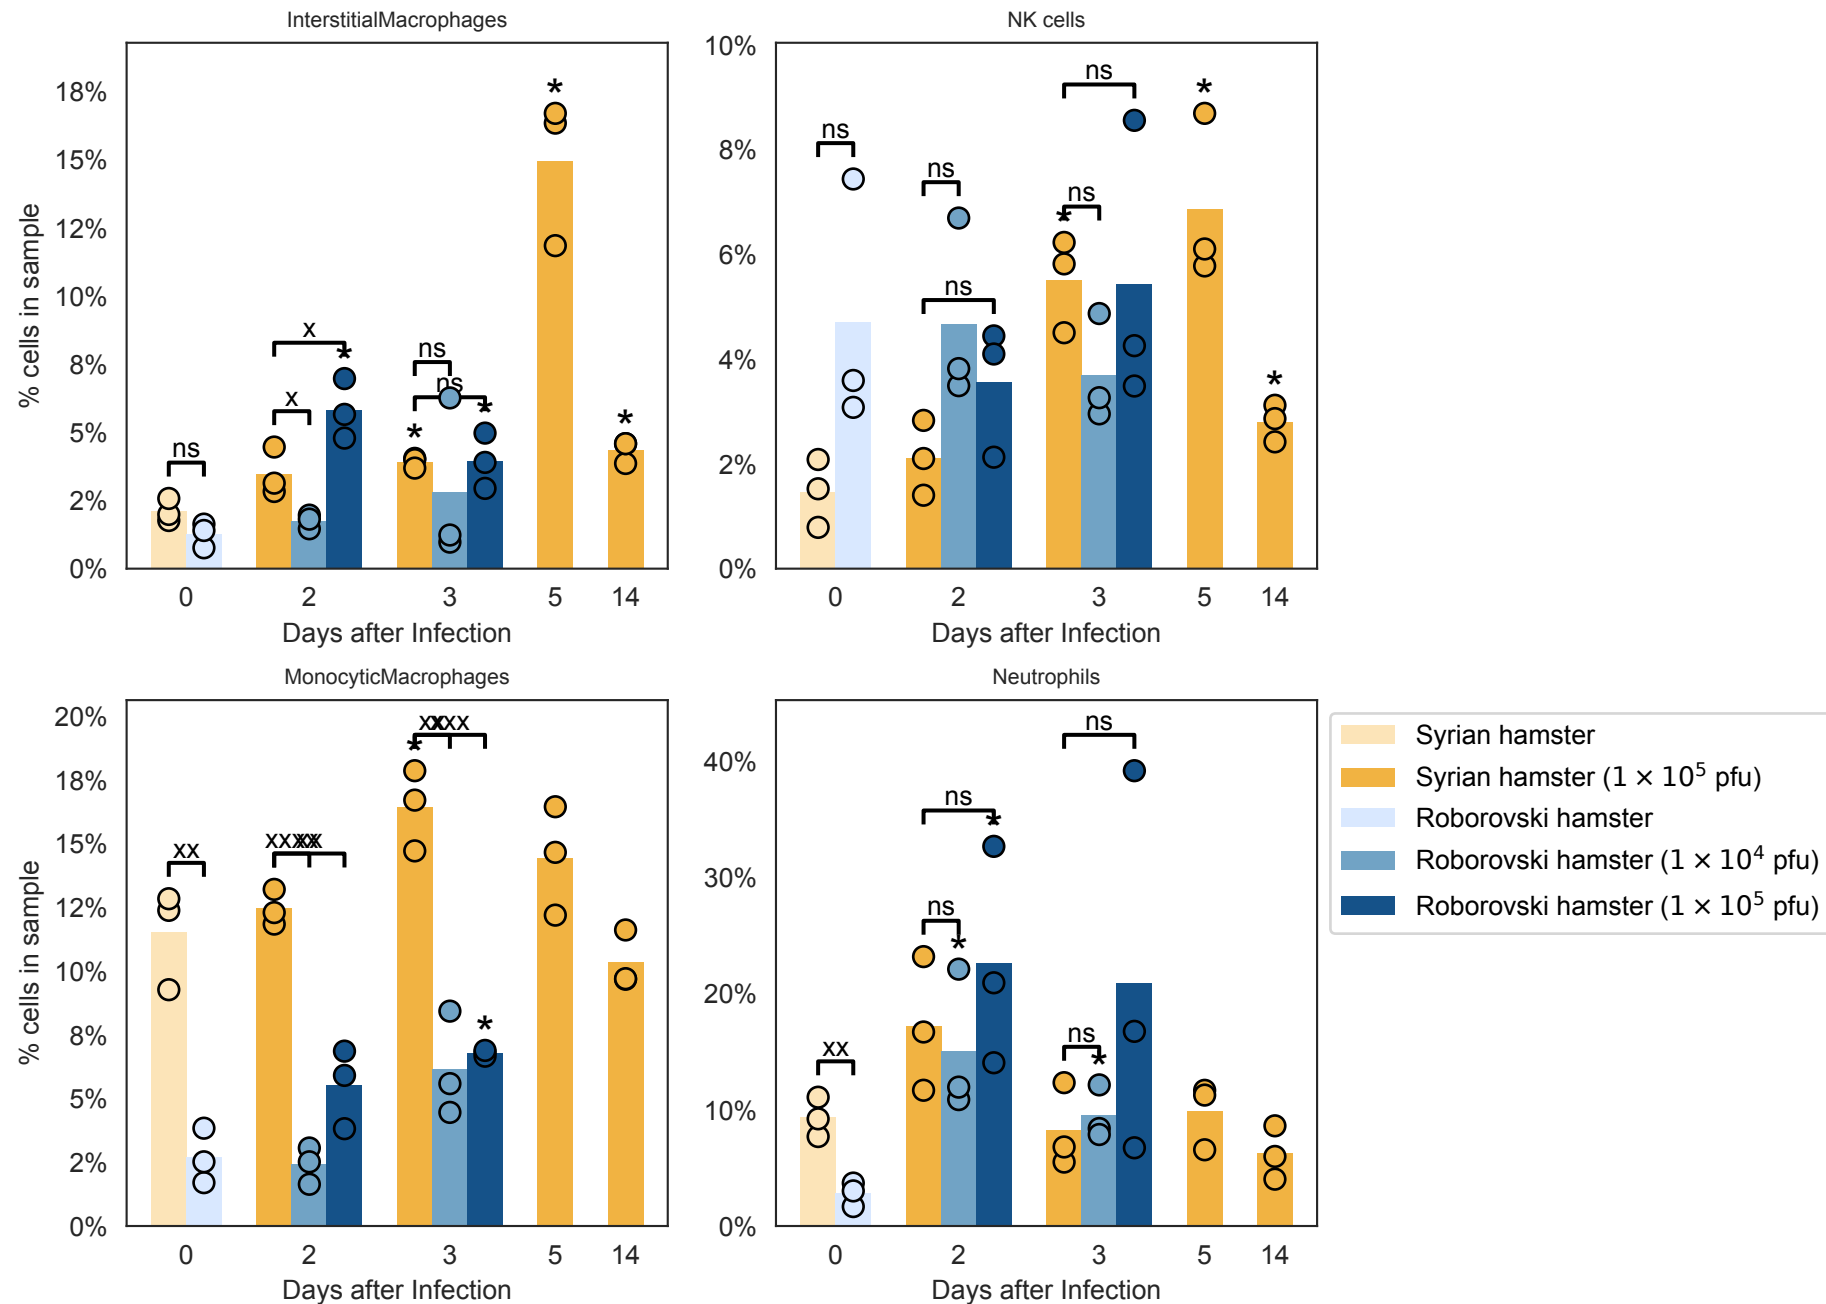 InterstitialMacrophages
18%
15%
12%
10%
8%
5%
2%
0%
% cells in sample
ns
x
x
*
ns
ns
*
*
*
*
0 2 3 5 14
Days after Infection
NK cells
10%
8%
6%
4%
2%
0%
ns
ns
ns
ns
ns
*
*
*
0 2 3 5 14
Days after Infection
MonocyticMacrophages
20%
18%
15%
12%
10%
8%
5%
2%
0%
% cells in sample
xx
*
*
0 2 3 5 14
Days after Infection
Neutrophils
40%
30%
20%
10%
0%
xx
ns
ns
*
*
ns
ns
*
0 2 3 5 14
Days after Infection
Syrian hamster
Syrian hamster (1 × 10⁵ pfu)
Roborovski hamster
Roborovski hamster (1 × 10⁴ pfu)
Roborovski hamster (1 × 10⁵ pfu)